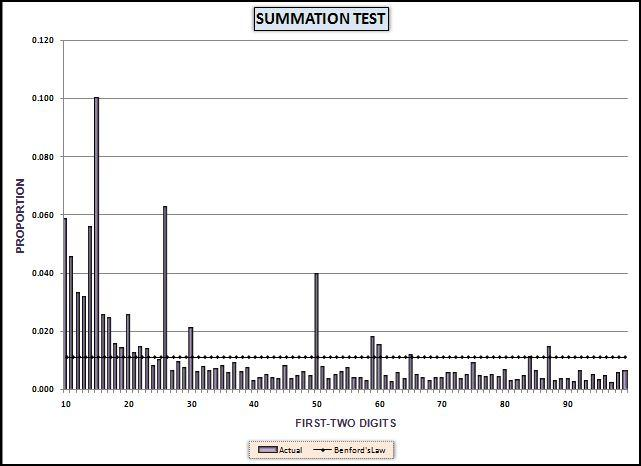 SUMMATION TEST
0.120
0.100
0.080
0.060
0.040
0.020
0.000
PROPORTION
10 20 30 40 50 60 70 80 90
FIRST-TWO DIGITS
Actual Benford'sLaw